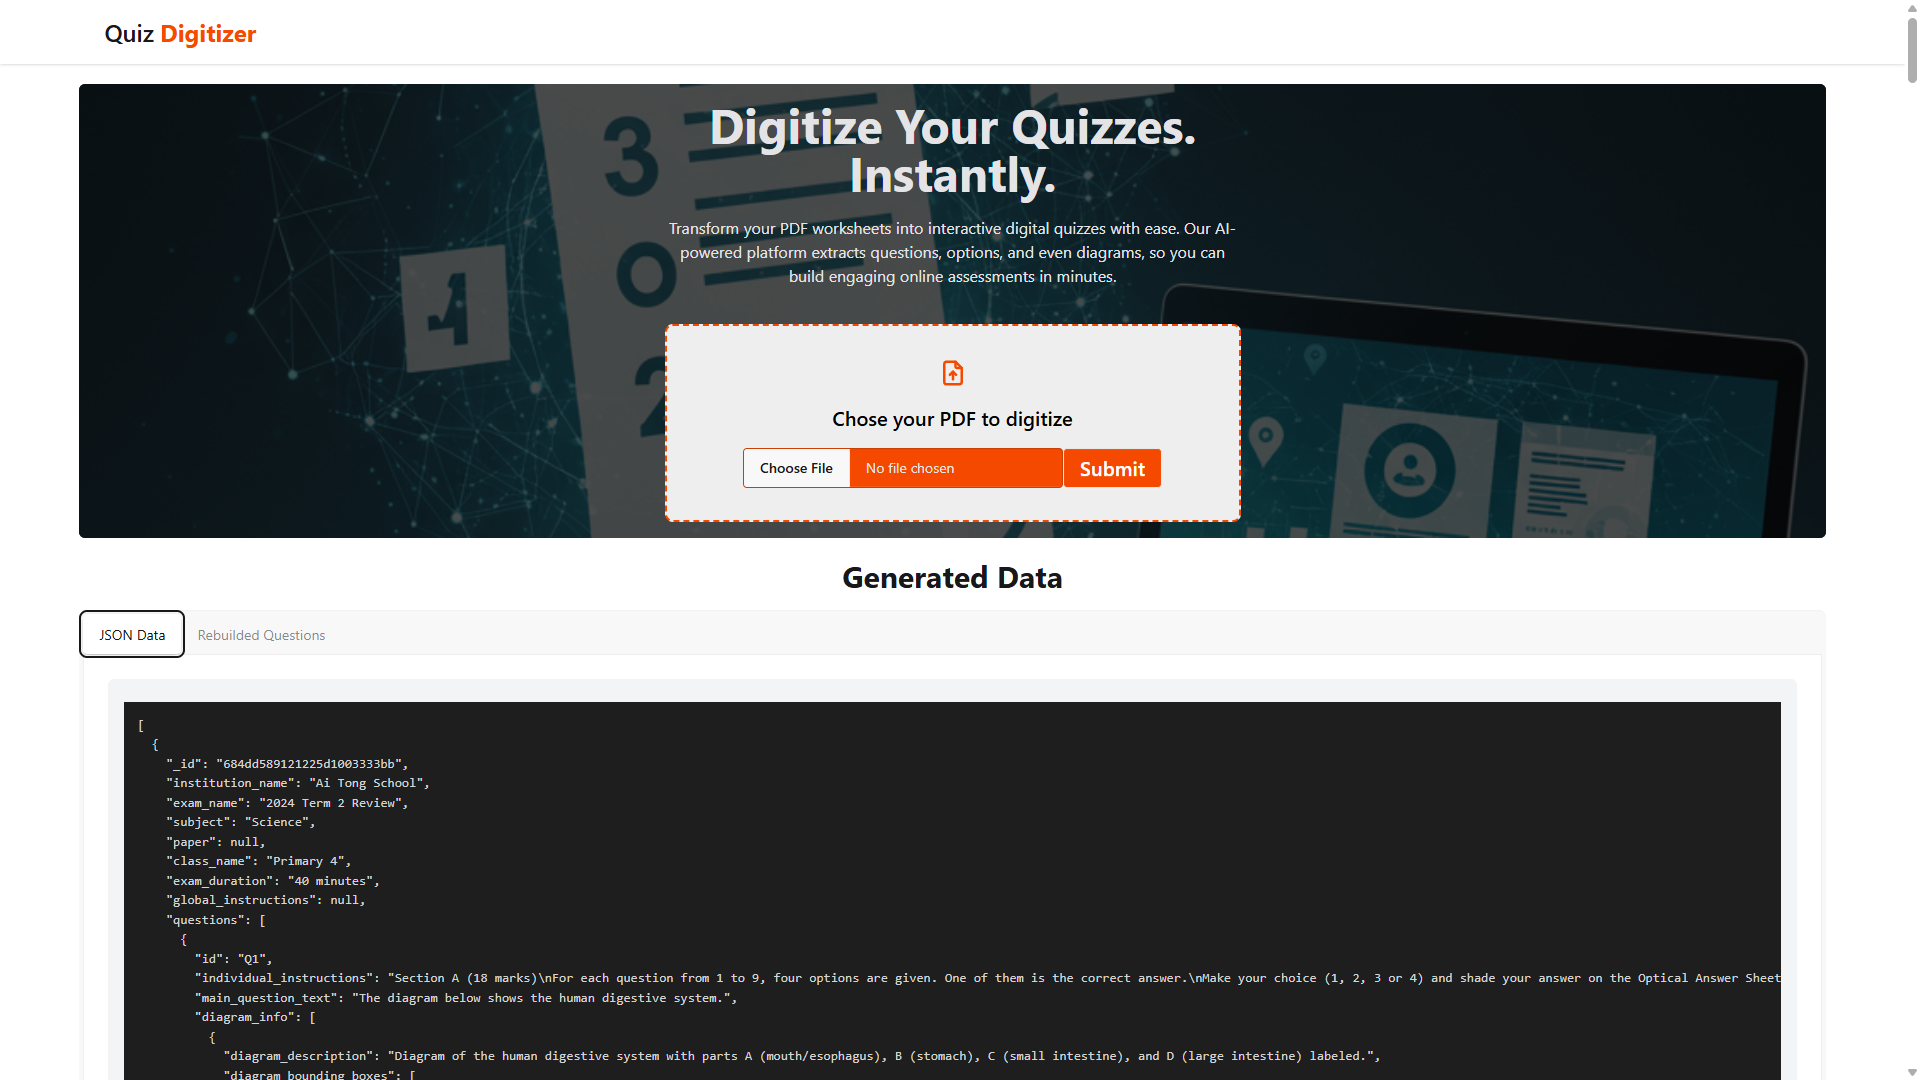 Quiz Digitizer
Digitize Your Quizzes.
Instantly.
Transform your PDF worksheets into interactive digital quizzes with ease. Our AI-
powered platform extracts questions, options, and even diagrams, so you can
build engaging online assessments in minutes.
Chose your PDF to digitize
Choose File No file chosen Submit
Generated Data
JSON Data Rebuilded Questions
[
{
"_id": "684dd589121225d1003333bb",
"institution_name": "Ai Tong School",
"exam_name": "2024 Term 2 Review",
"subject": "Science",
"paper": null,
"class_name": "Primary 4",
"exam_duration": "40 minutes",
"global_instructions": null,
"questions": [
{
"id": "Q1",
"individual_instructions": "Section A (18 marks)\nFor each question from 1 to 9, four options are given. One of them is the correct answer.\nMake your choice (1, 2, 3 or 4) and shade your answer on the Optical Answer Sheet
"main_question_text": "The diagram below shows the human digestive system.",
"diagram_info": [
{
"diagram_description": "Diagram of the human digestive system with parts A (mouth/esophagus), B (stomach), C (small intestine), and D (large intestine) labeled.",
"diagram_bounding_boxes": [